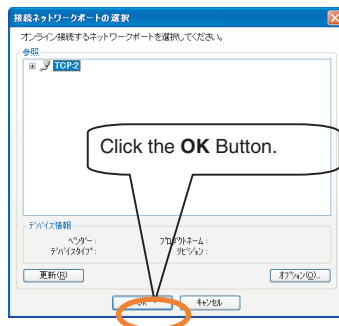 接続ネットワークポートの選択
オンライン接続するネットワークポートを選択してください。
参照
TCP:2
Click the OK Button.
デバイス情報
ベンダー:
プロダクトネーム:
デバイスタイプ:
リビジョン:
更新(R)
オプション(O)...
OK
キャンセル